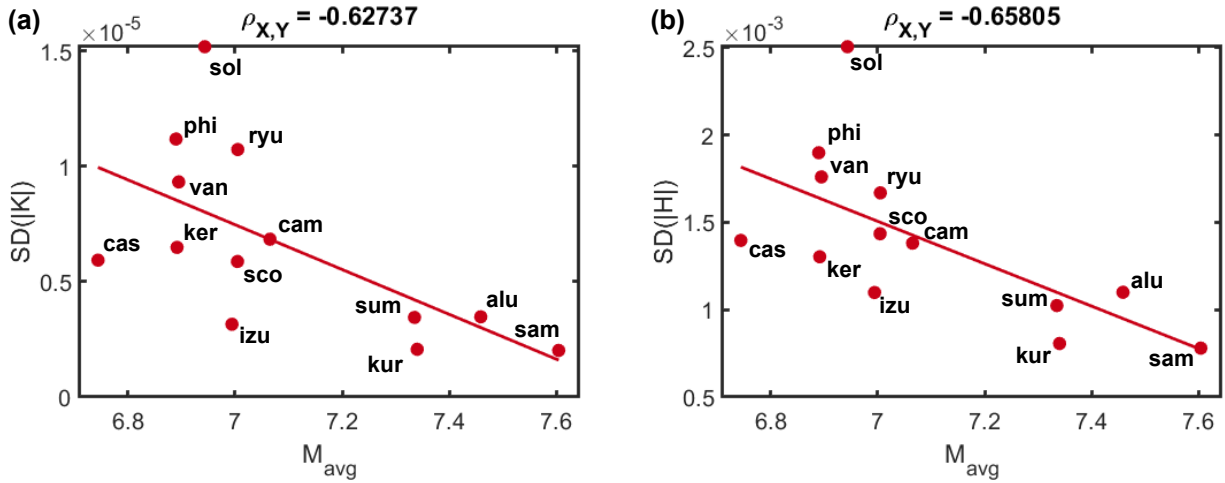 (a)
ρX,Y = -0.62737
×10-5
1.5
1
0.5
0
SD(|K|)
sol
phi
ryu
van
cam
ker
cas
sco
izu
sum
alu
kur
sam
6.8
7
7.2
7.4
7.6
Mavg
(b)
ρX,Y = -0.65805
×10-3
2.5
2
1.5
1
0.5
SD(|H|)
sol
phi
van
ryu
sco
cam
cas
ker
izu
sum
alu
kur
sam
6.8
7
7.2
7.4
7.6
Mavg